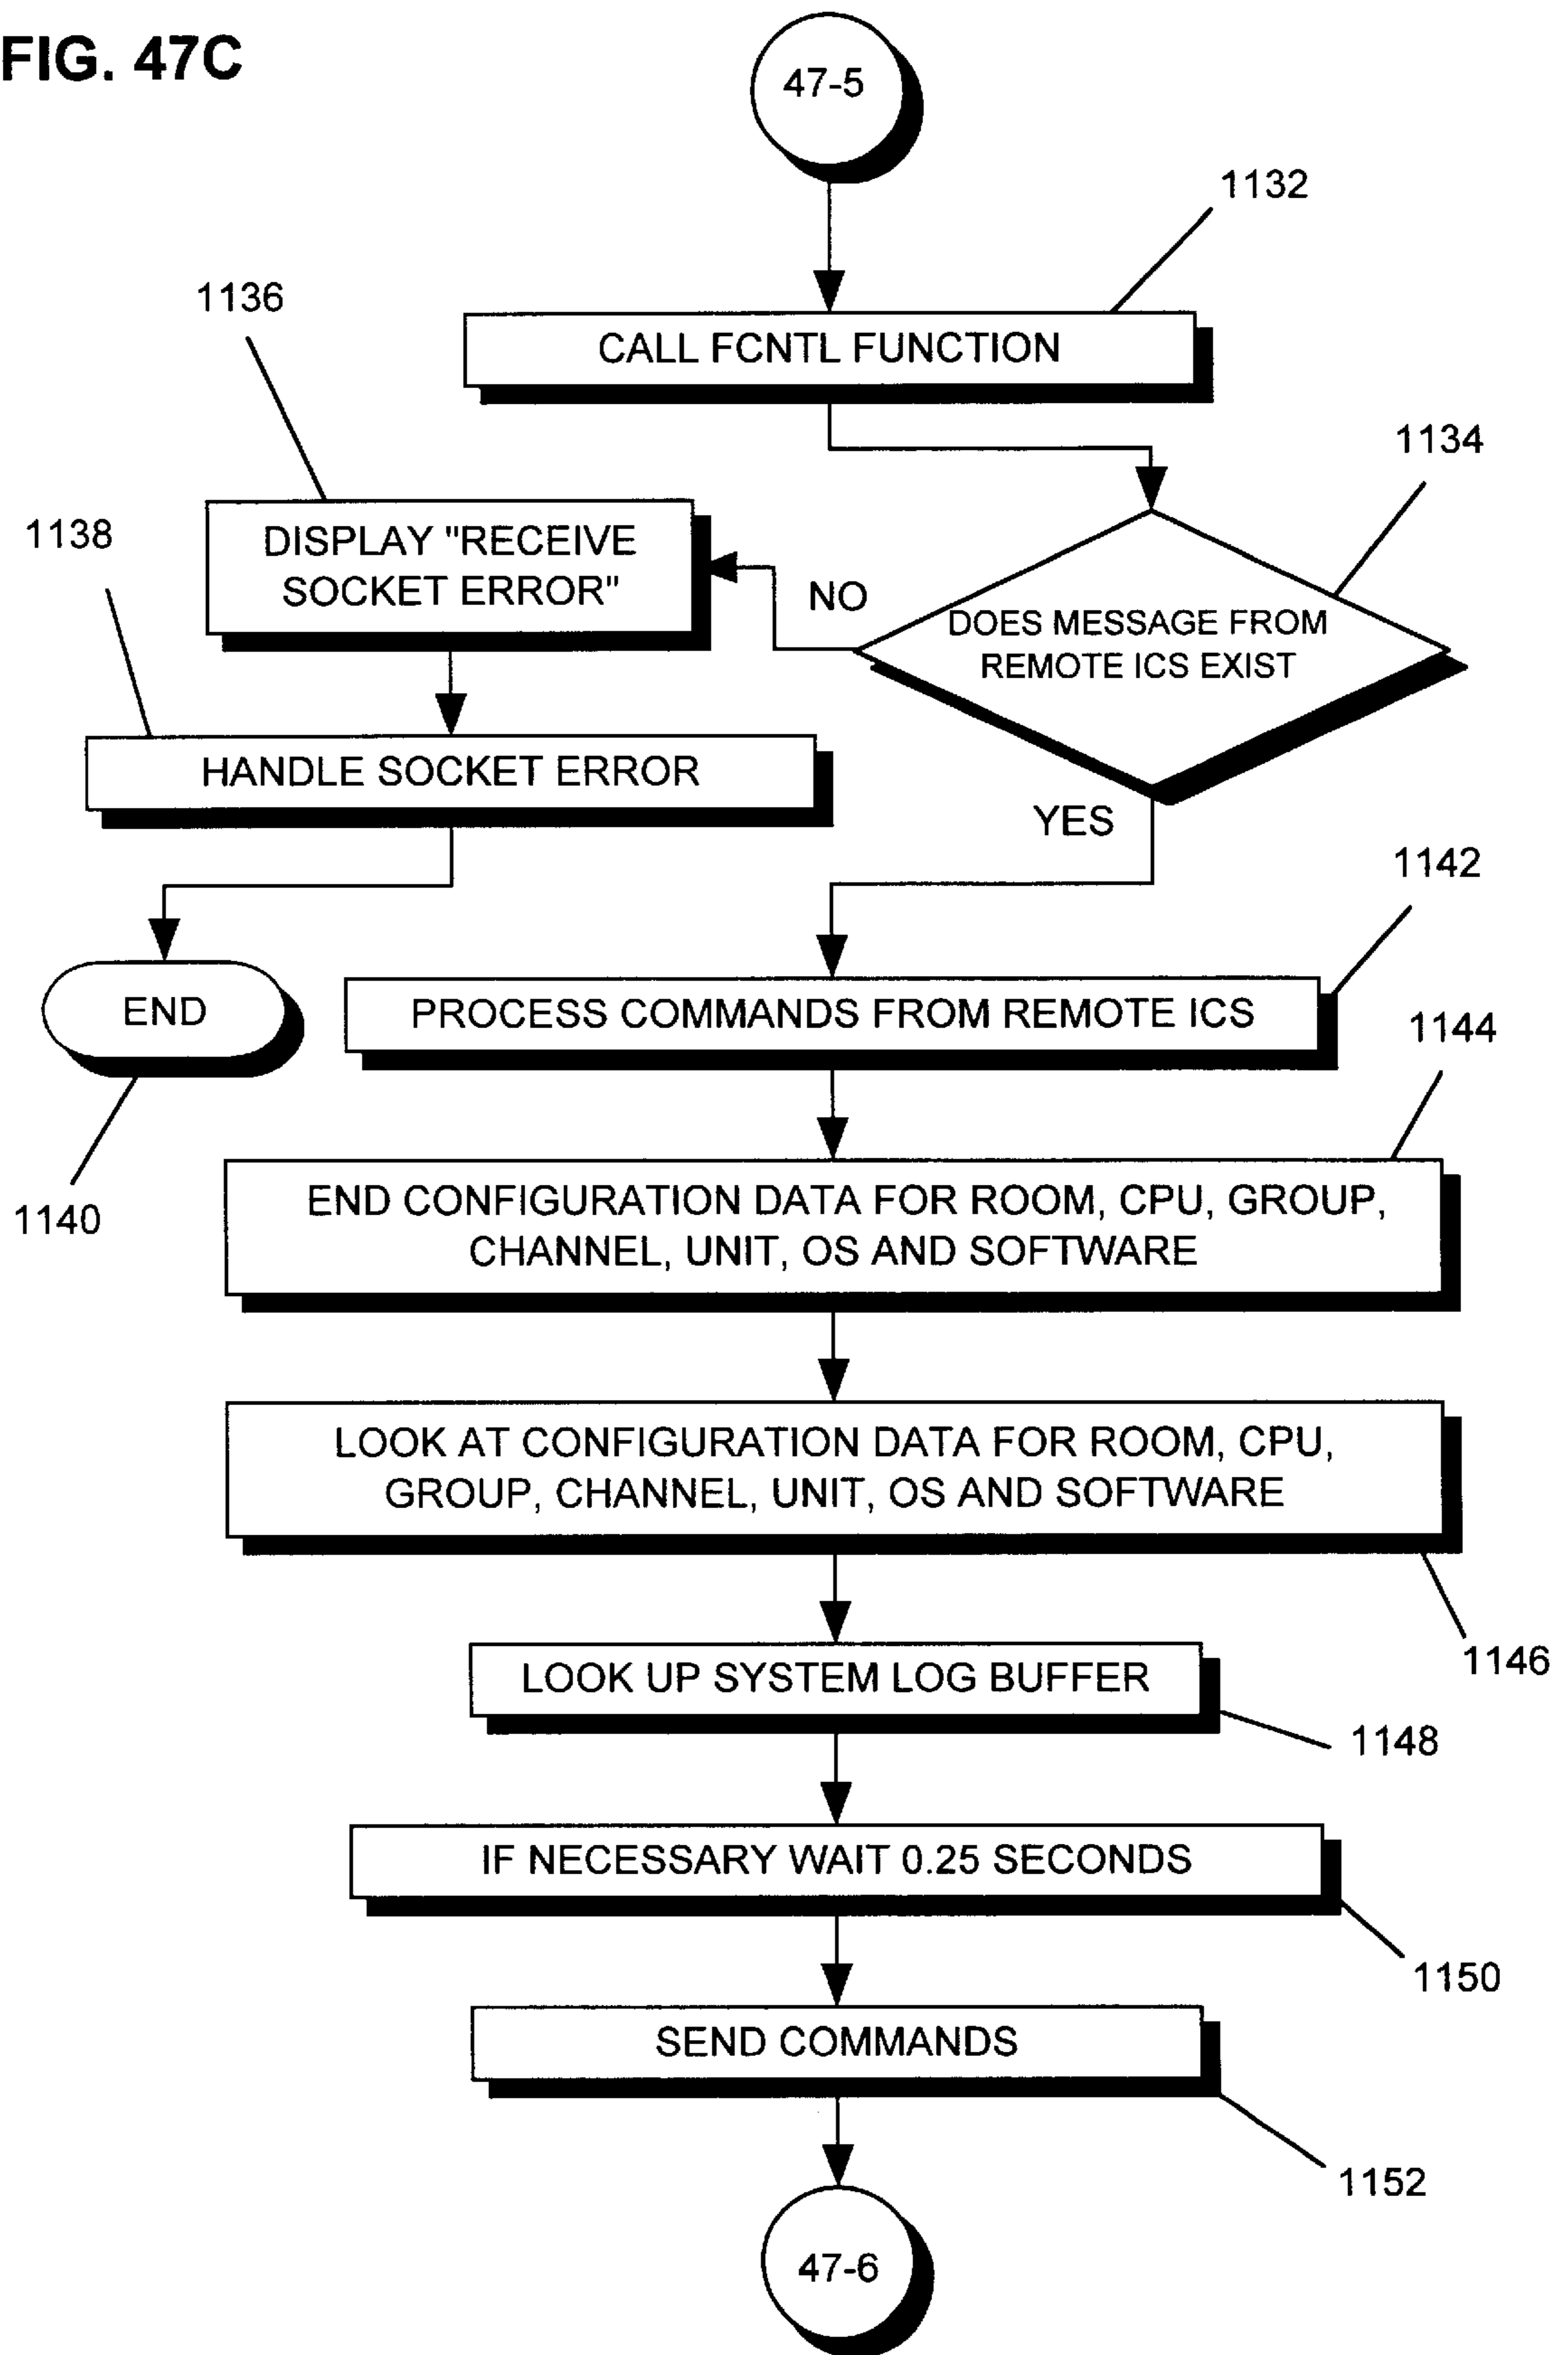 FIG. 47C
47-5
1132
CALL FCNTL FUNCTION
1136
1134
DISPLAY "RECEIVE
SOCKET ERROR"
1138
NO
DOES MESSAGE FROM
REMOTE ICS EXIST
HANDLE SOCKET ERROR
YES
1142
END
PROCESS COMMANDS FROM REMOTE ICS
1140
1144
END CONFIGURATION DATA FOR ROOM, CPU, GROUP,
CHANNEL, UNIT, OS AND SOFTWARE
LOOK AT CONFIGURATION DATA FOR ROOM, CPU,
GROUP, CHANNEL, UNIT, OS AND SOFTWARE
1146
LOOK UP SYSTEM LOG BUFFER
1148
IF NECESSARY WAIT 0.25 SECONDS
1150
SEND COMMANDS
1152
47-6